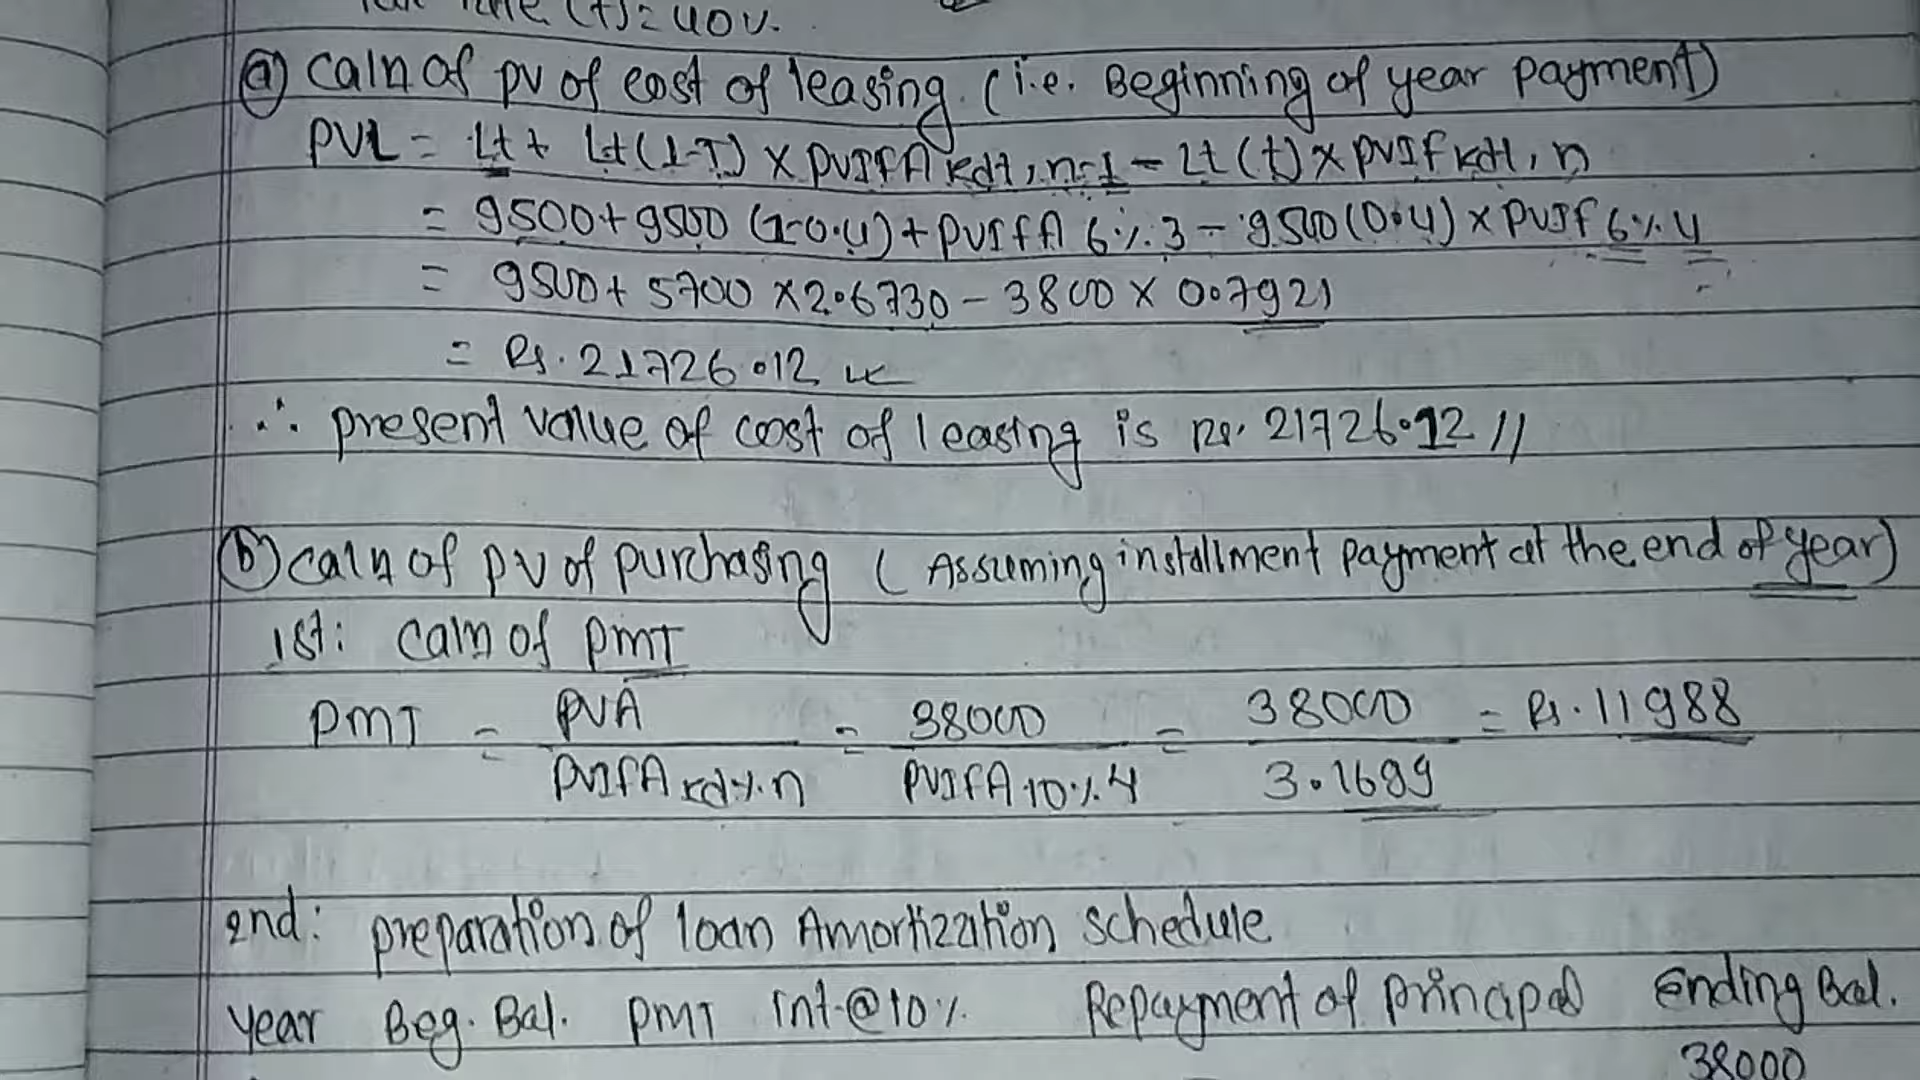 (t) = 40%.
(a) Caln of pv of cost of leasing. (i.e. Beginning of year payment)
PVL = Lt + Lt(1-T) × PVIFA kdt, n-1 - Lt (t) × PVIF kdt, n
= 9500 + 9500 (1-0.4) + PVIFA 6%.3 - 9500 (0.4) × PVIF 6%.4
= 9500 + 5700 × 2.6730 - 3800 × 0.7921
= Rs. 21726.012
∴ present value of cost of leasing is Rs. 21726.12 //
(b) caln of pv of purchasing ( Assuming installment payment at the end of year)
1st: caln of PMT
PMT = PVA / PVIFA kd%.n = 38000 / PVIFA 10%.4 = 38000 / 3.1699 = Rs. 11988
2nd: preparation of loan Amortization schedule
year Beg. Bal. PMT int.@10% Repayment of principal Ending Bal.
38000